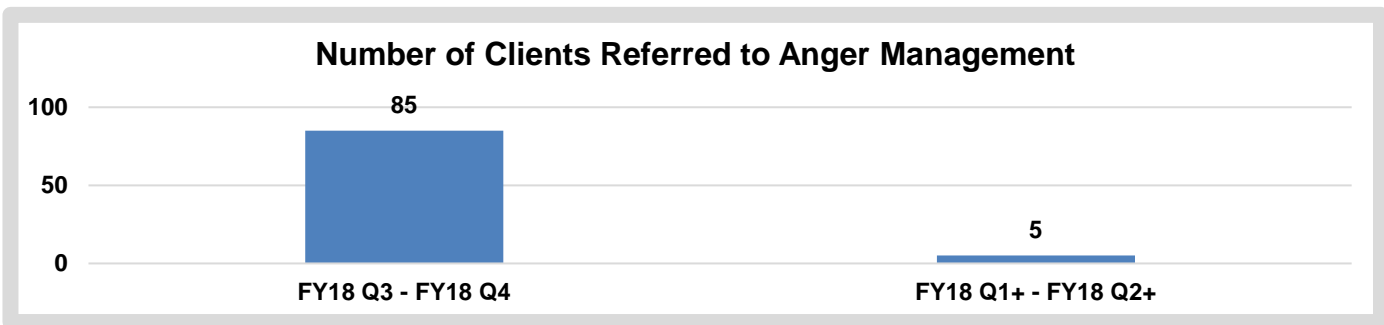 Number of Clients Referred to Anger Management
100
85
50
5
0
FY18 Q3 - FY18 Q4
FY18 Q1+ - FY18 Q2+